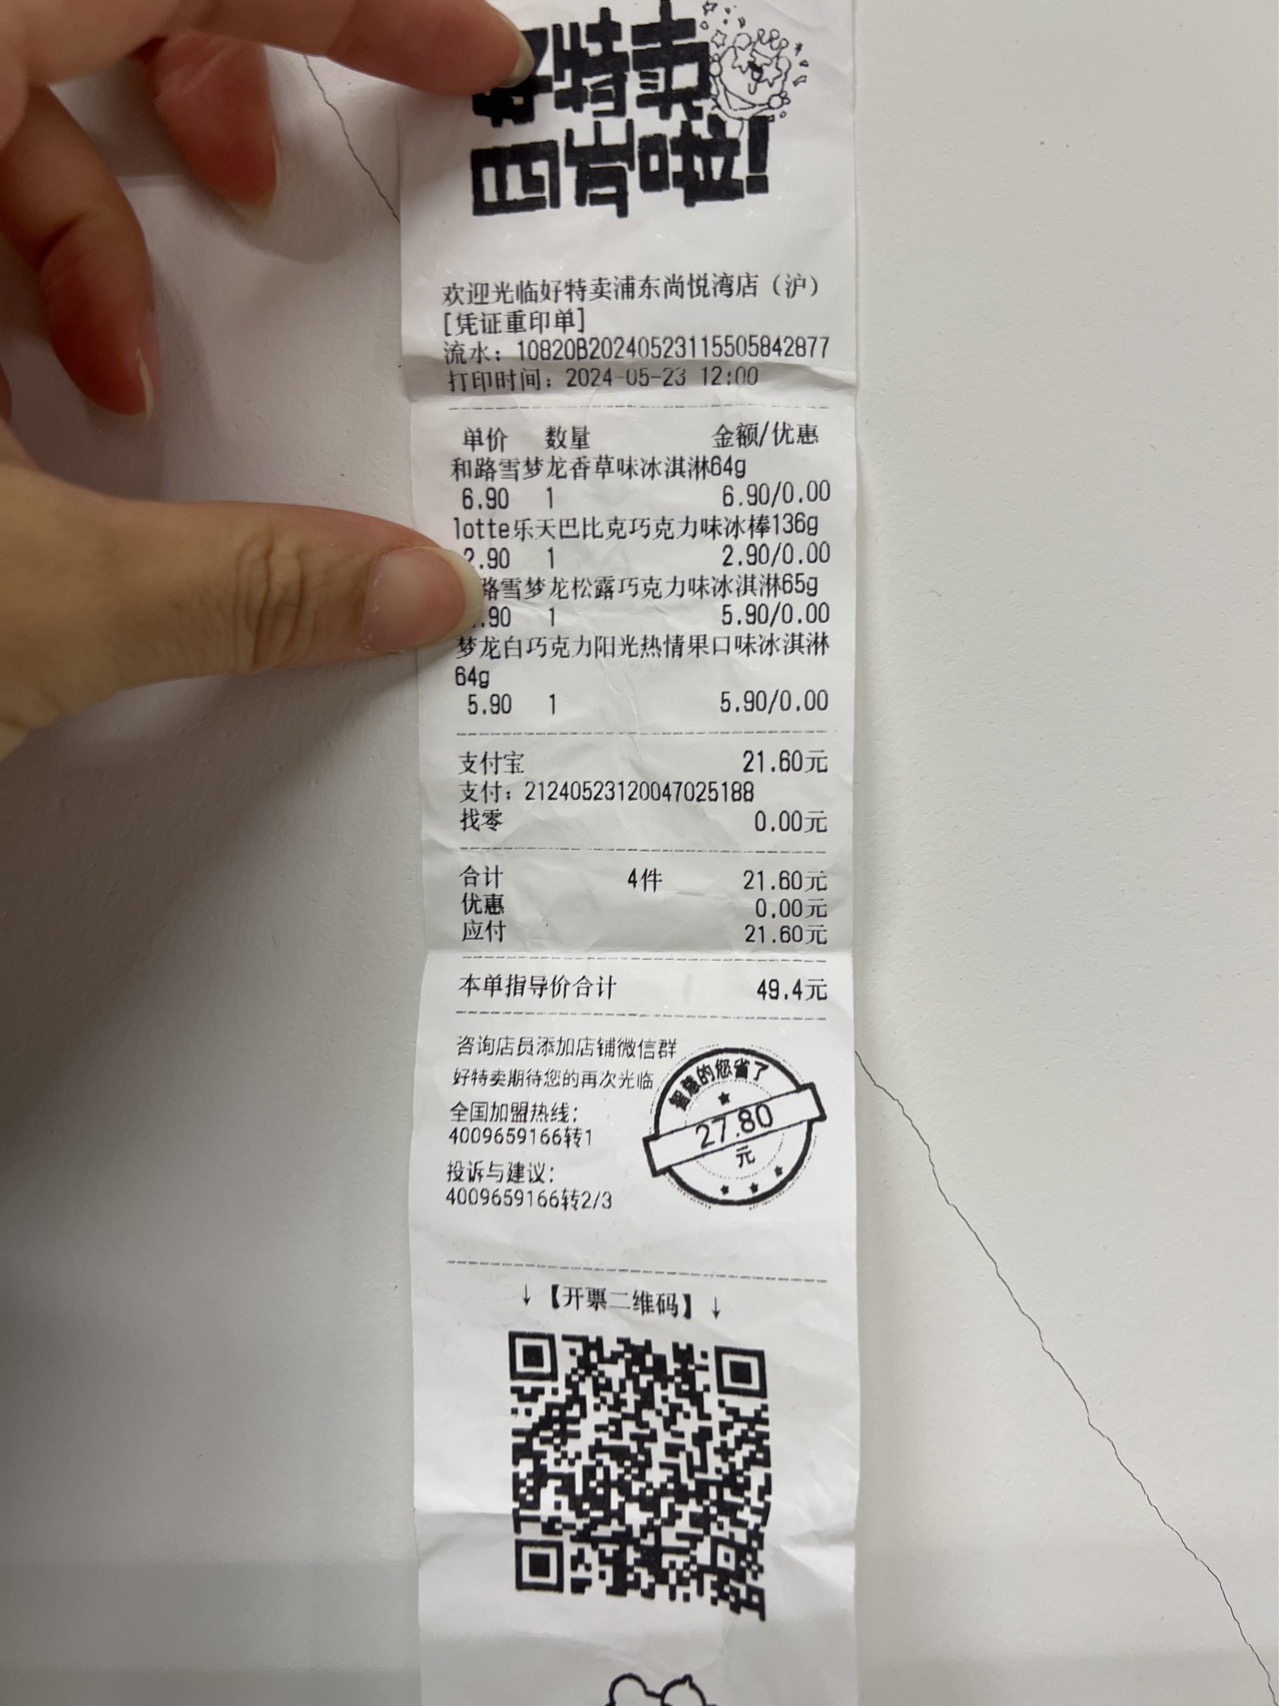 好特卖
日正啦!
欢迎光临好特卖浦东尚悦湾店（沪）
[凭证重印单]
流水：10820B20240523115505842877
打印时间：2024-05-23 12:00
单价 数量 金额/优惠
和路雪梦龙香草味冰淇淋64g
6.90 1 6.90/0.00
lotte乐天巴比克巧克力味冰棒136g
2.90 1 2.90/0.00
路雪梦龙松露巧克力味冰淇淋65g
.90 1 5.90/0.00
梦龙白巧克力阳光热情果口味冰淇淋
64g
5.90 1 5.90/0.00
支付宝 21.60元
支付：21240523120047025188
找零 0.00元
合计 4件 21.60元
优惠 0.00元
应付 21.60元
本单指导价合计 49.4元
咨询店员添加店铺微信群
好特卖期待您的再次光临
全国加盟热线：
4009659166转1
投诉与建议：
4009659166转2/3
智慧的您省了
27.80
元
↓【开票二维码】↓